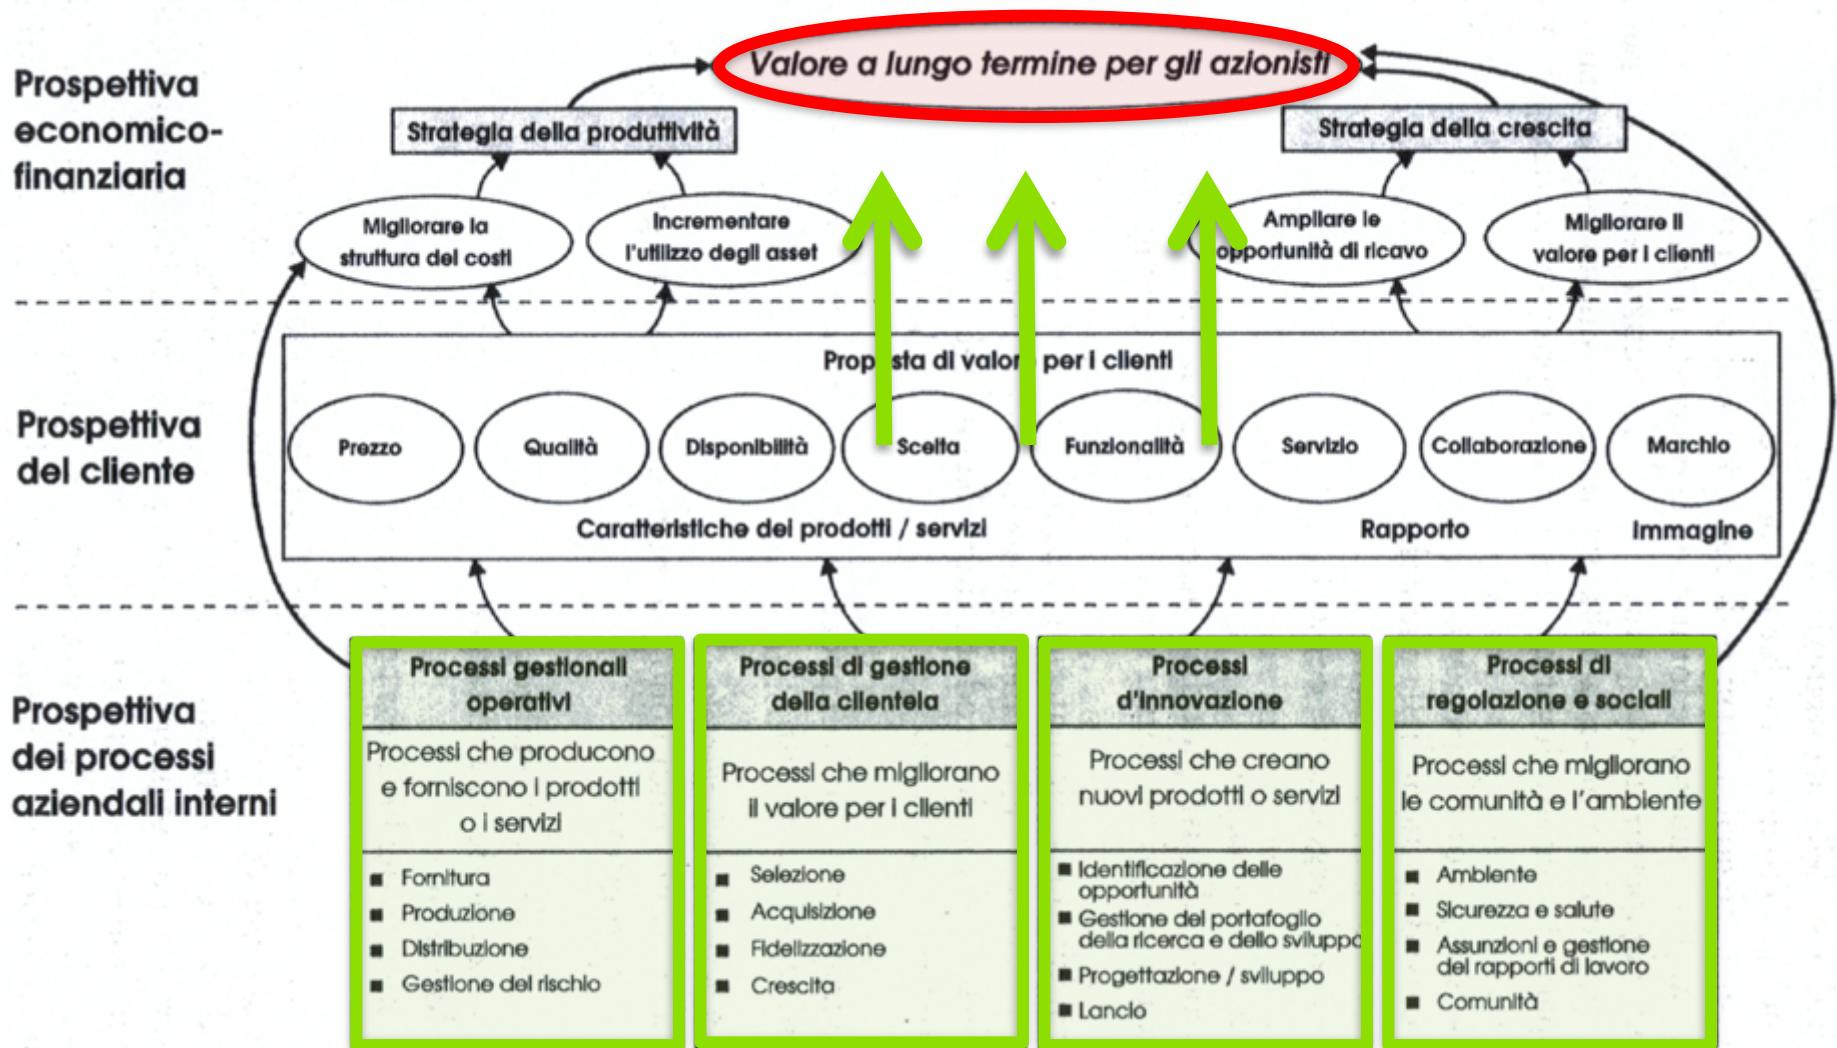 Prospettiva
economico-
finanziaria
Valore a lungo termine per gli azionisti
Strategia della produttività
Strategia della crescita
Migliorare la
struttura dei costi
Incrementare
l'utilizzo degli asset
Ampliare le
opportunità di ricavo
Migliorare il
valore per i clienti
Prospettiva
del cliente
Proposta di valore per i clienti
Prezzo
Qualità
Disponibilità
Scelta
Funzionalità
Servizio
Collaborazione
Marchio
Caratteristiche dei prodotti / servizi
Rapporto
Immagine
Prospettiva
dei processi
aziendali interni
Processi gestionali
operativi
Processi che producono
e forniscono i prodotti
o i servizi
■ Fornitura
■ Produzione
■ Distribuzione
■ Gestione del rischio
Processi di gestione
della clientela
Processi che migliorano
il valore per i clienti
■ Selezione
■ Acquisizione
■ Fidelizzazione
■ Crescita
Processi
d'innovazione
Processi che creano
nuovi prodotti o servizi
■ Identificazione delle
opportunità
■ Gestione del portafoglio
della ricerca e dello sviluppo
■ Progettazione / sviluppo
■ Lancio
Processi di
regolazione e sociali
Processi che migliorano
le comunità e l'ambiente
■ Ambiente
■ Sicurezza e salute
■ Assunzioni e gestione
dei rapporti di lavoro
■ Comunità